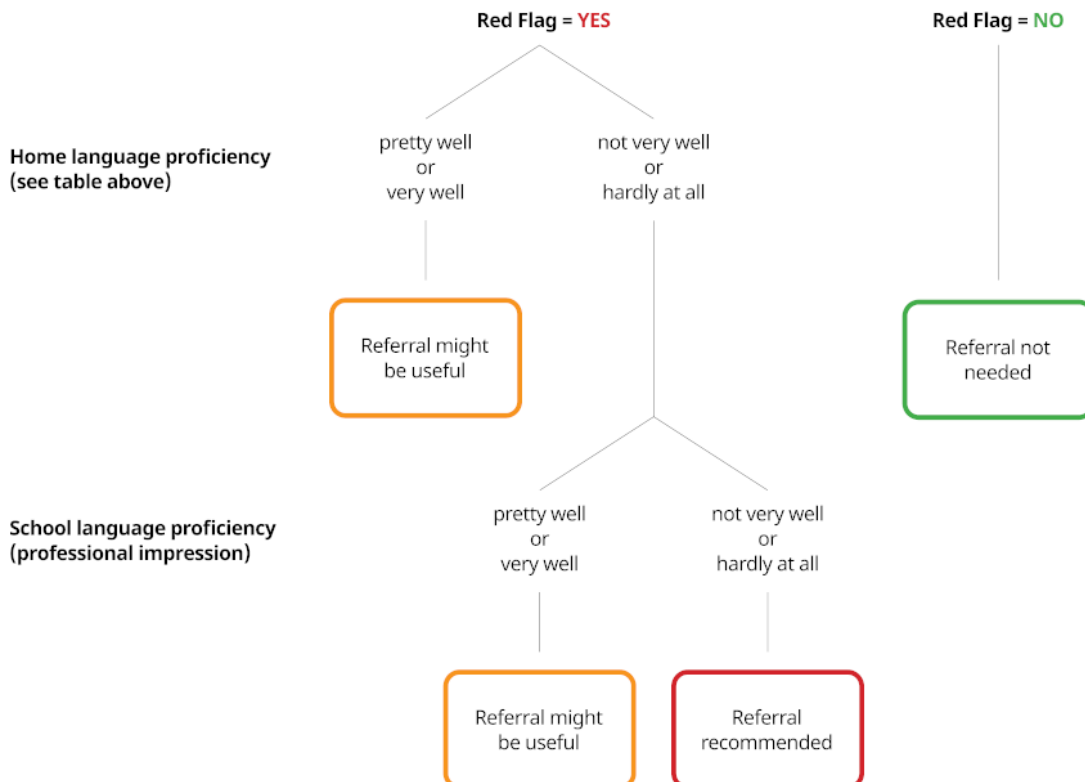 Red Flag = YES
Red Flag = NO
Home language proficiency
(see table above)
pretty well
or
very well
not very well
or
hardly at all
Referral might
be useful
Referral not
needed
School language proficiency
(professional impression)
pretty well
or
very well
not very well
or
hardly at all
Referral might
be useful
Referral
recommended